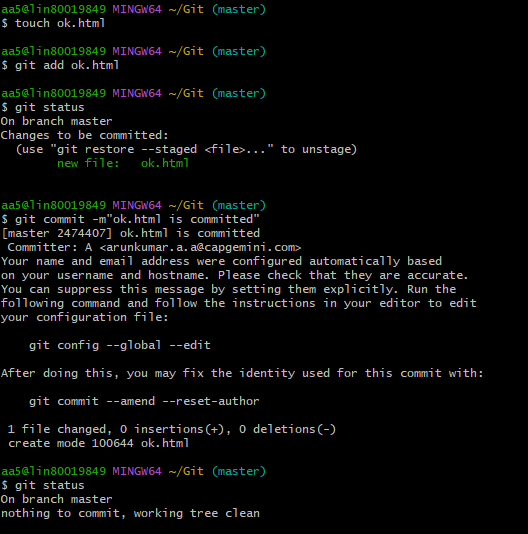 aa5@lin80019849 MINGW64 ~/Git (master)
$ touch ok.html
aa5@lin80019849 MINGW64 ~/Git (master)
$ git add ok.html
aa5@lin80019849 MINGW64 ~/Git (master)
$ git status
On branch master
Changes to be committed:
  (use "git restore --staged <file>..." to unstage)
        new file:   ok.html
aa5@lin80019849 MINGW64 ~/Git (master)
$ git commit -m"ok.html is committed"
[master 2474407] ok.html is committed
 Committer: A <arunkumar.a.a@capgemini.com>
Your name and email address were configured automatically based
on your username and hostname. Please check that they are accurate.
You can suppress this message by setting them explicitly. Run the
following command and follow the instructions in your editor to edit
your configuration file:
    git config --global --edit
After doing this, you may fix the identity used for this commit with:
    git commit --amend --reset-author
 1 file changed, 0 insertions(+), 0 deletions(-)
 create mode 100644 ok.html
aa5@lin80019849 MINGW64 ~/Git (master)
$ git status
On branch master
nothing to commit, working tree clean